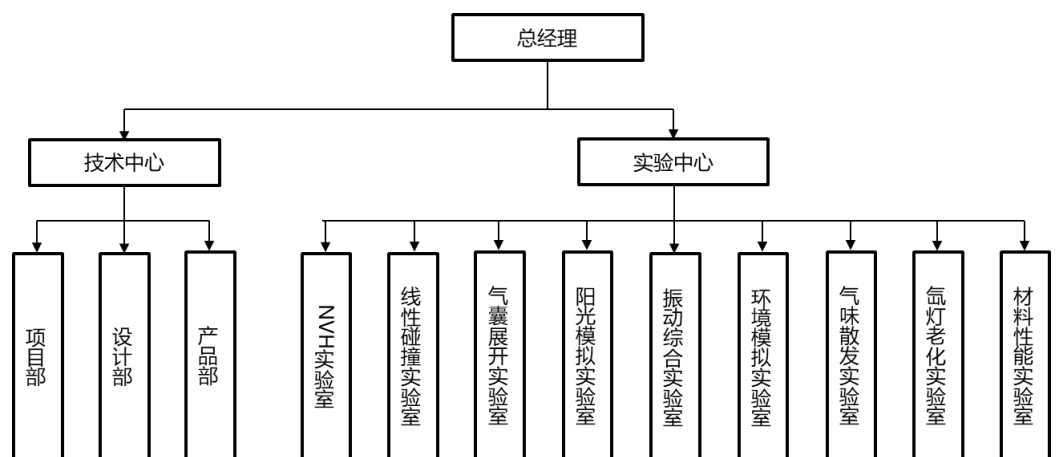 总经理
技术中心
实验中心
项目部
设计部
产品部
NVH实验室
线性碰撞实验室
气囊展开实验室
阳光模拟实验室
振动综合实验室
环境模拟实验室
气味散发实验室
氙灯老化实验室
材料性能实验室